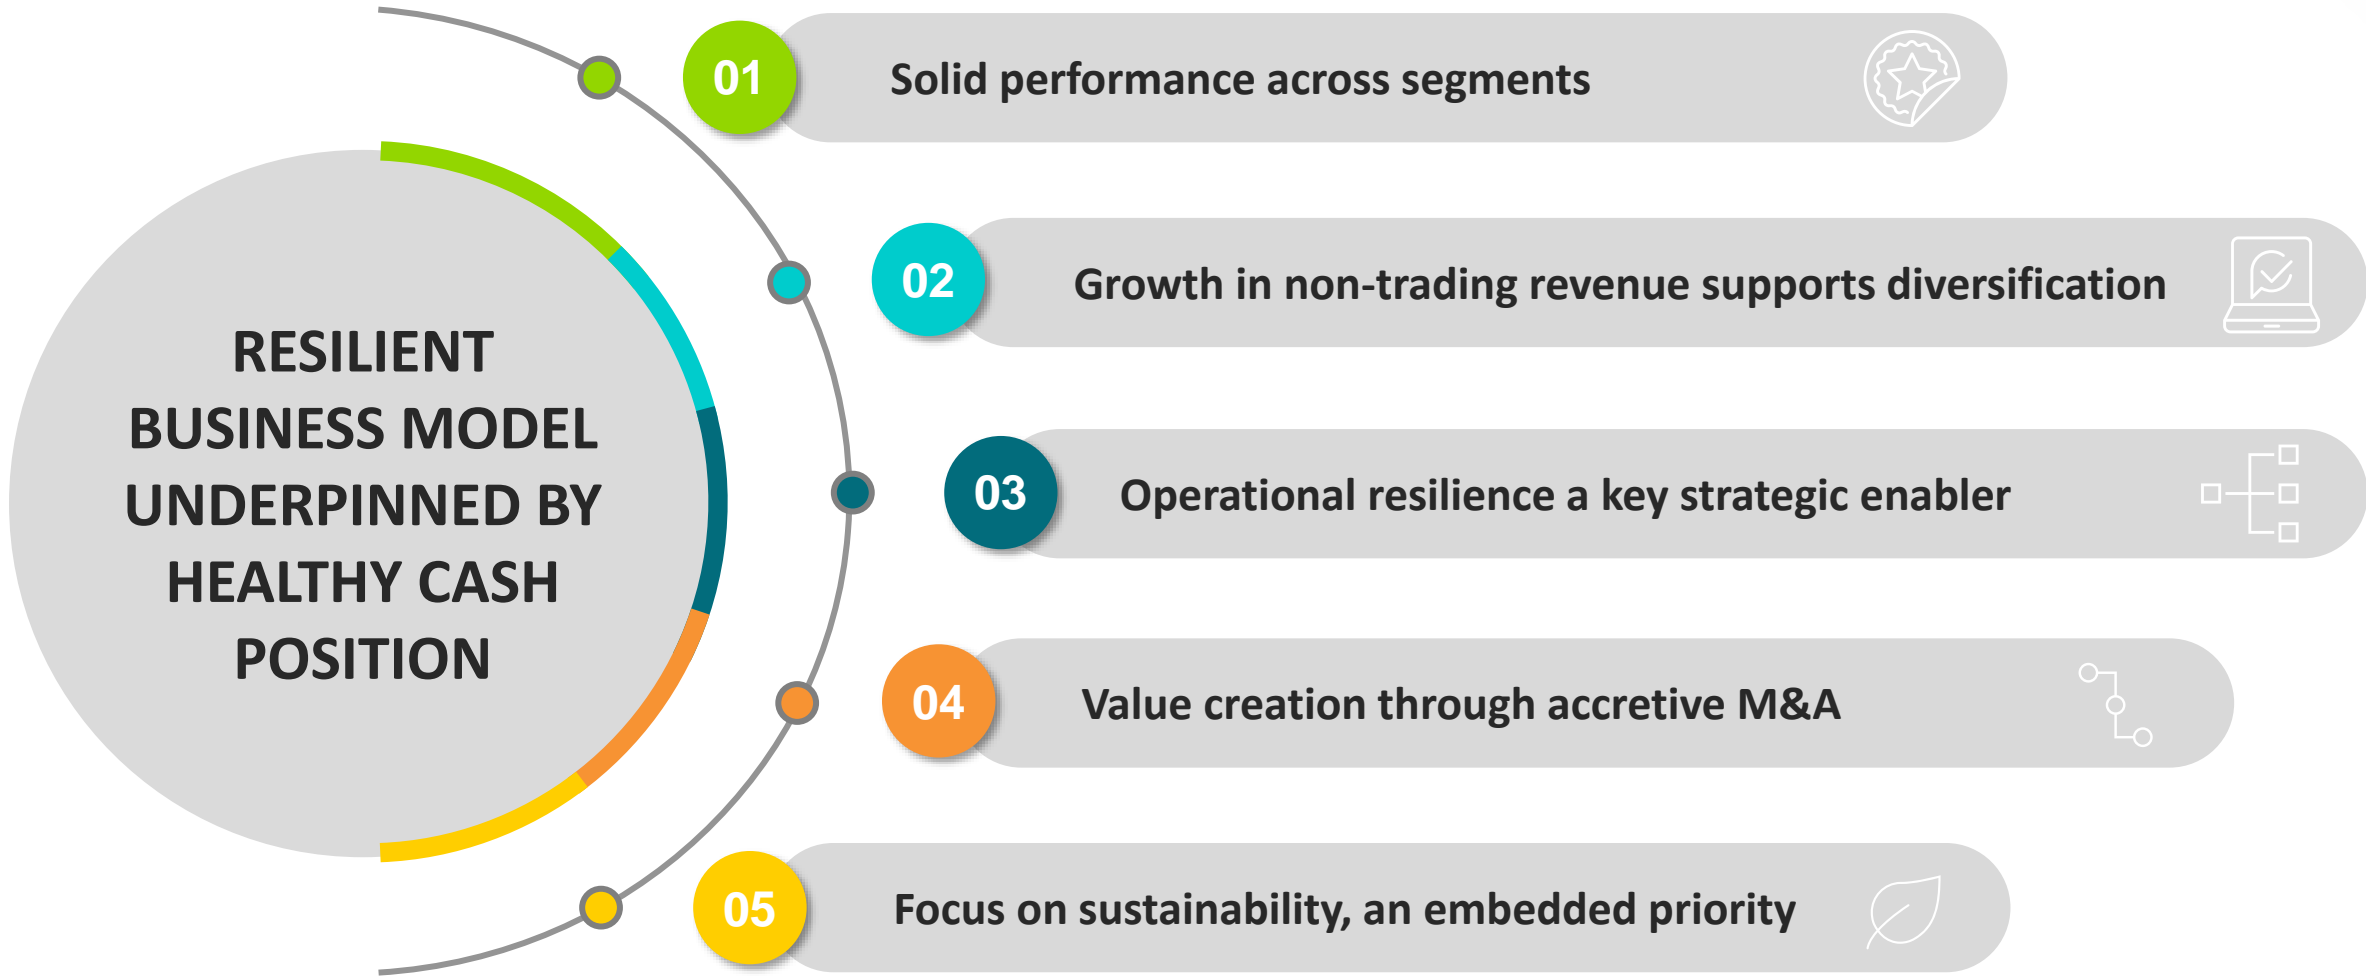 RESILIENT
BUSINESS MODEL
UNDERPINNED BY
HEALTHY CASH
POSITION
01
Solid performance across segments
02
Growth in non-trading revenue supports diversification
03
Operational resilience a key strategic enabler
04
Value creation through accretive M&A
05
Focus on sustainability, an embedded priority